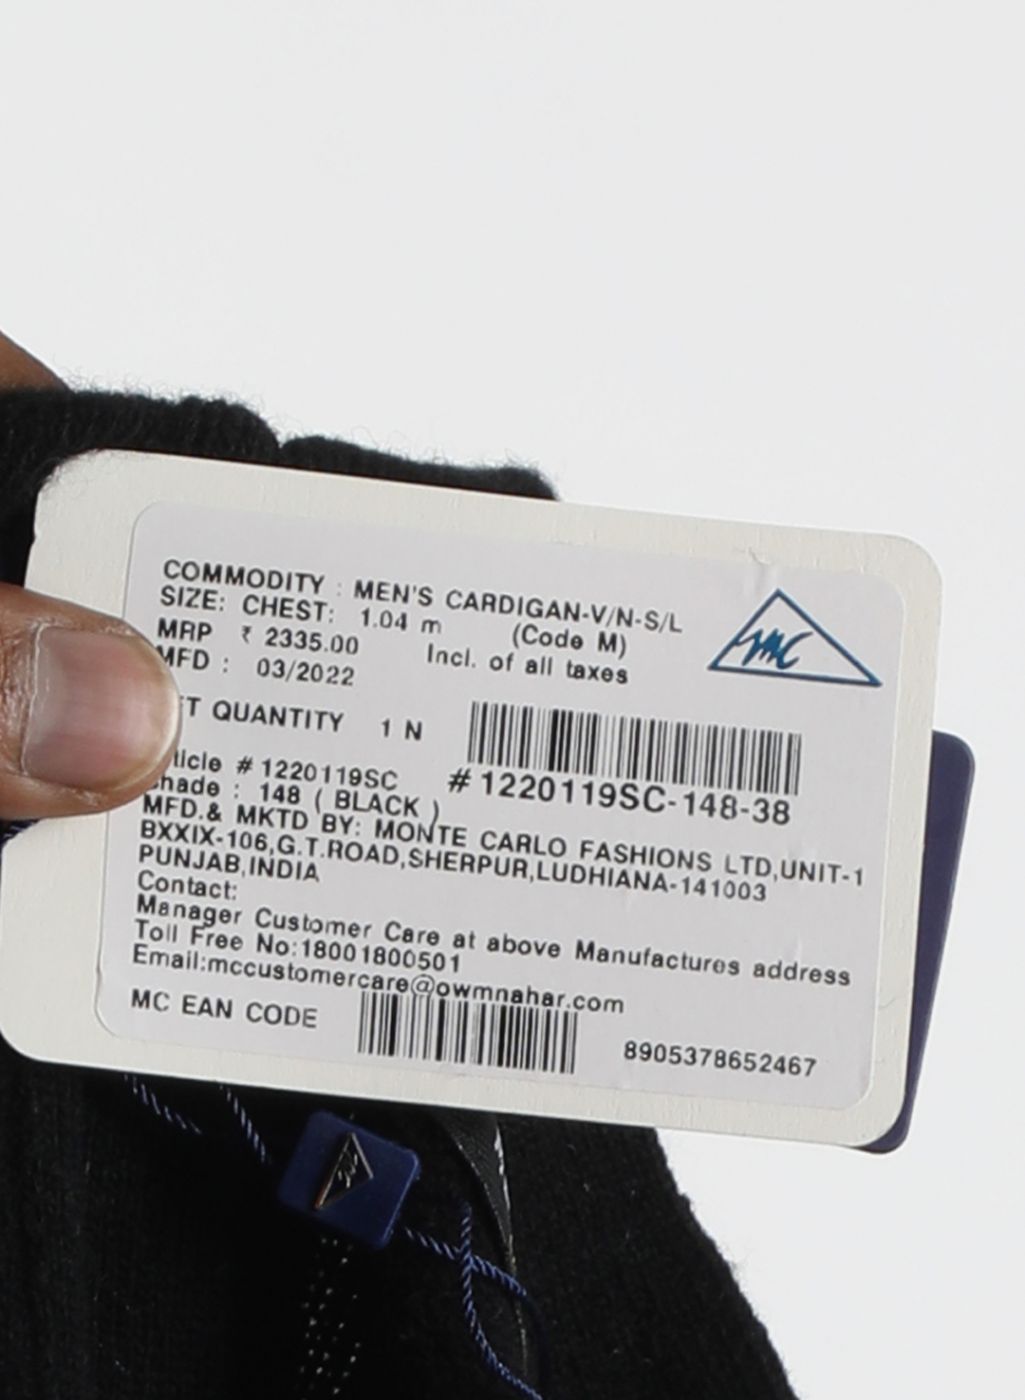 COMMODITY : MEN'S CARDIGAN-V/N-S/L
SIZE: CHEST: 1.04 m (Code M)
MRP ₹ 2335.00 Incl. of all taxes
MFD : 03/2022
QUANTITY 1 N
# 1220119SC
# 1220119SC-148-38
: 148 ( BLACK )
MFD.& MKTD BY: MONTE CARLO FASHIONS LTD,UNIT-1
BXXIX-106,G.T.ROAD,SHERPUR,LUDHIANA-141003
PUNJAB,INDIA
Contact:
Manager Customer Care at above Manufactures address
Toll Free No:18001800501
Email:mccustomercare@owmnahar.com
MC EAN CODE 8905378652467
MC